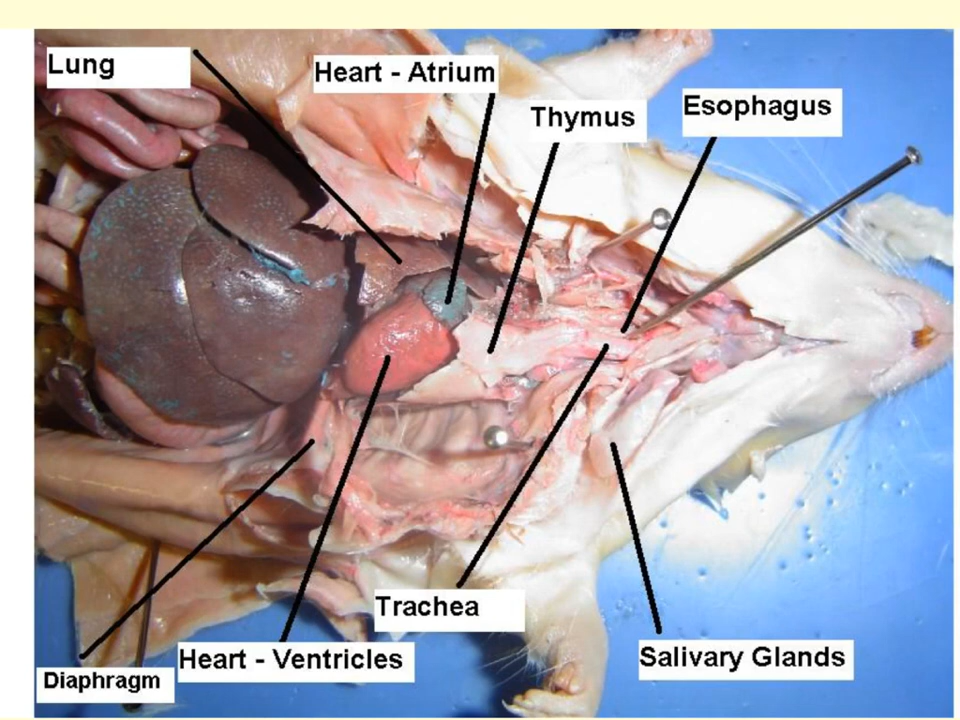 Lung
Heart - Atrium
Thymus
Esophagus
Trachea
Heart - Ventricles
Salivary Glands
Diaphragm